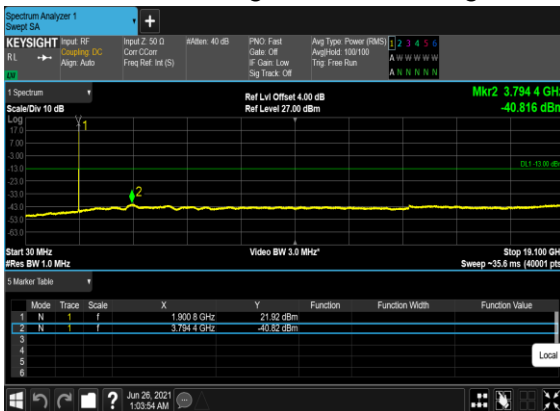 Spectrum Analyzer 1
Swept SA
KEYSIGHT Input: RF Input Z: 50 Ω #Atten: 40 dB PNO: Fast Avg Type: Power (RMS) 1 2 3 4 5 6
RL Coupling: DC Corr CCorr Gate: Off Avg|Hold: 100/100 A W W W W W
Align: Auto Freq Ref: Int (S) IF Gain: Low Trig: Free Run
LV Sig Track: Off A N N N N N
1 Spectrum Ref Lvl Offset 4.00 dB Mkr2 3.794 4 GHz
Scale/Div 10 dB Ref Level 27.00 dBm -40.816 dBm
Log
17.0
7.00
-3.00
-13.0 DL1 -13.00 dBm
-23.0
-33.0
-43.0
-53.0
-63.0
1
2
Start 30 MHz Video BW 3.0 MHz* Stop 19.100 GHz
#Res BW 1.0 MHz Sweep ~35.6 ms (40001 pts
5 Marker Table
Mode Trace Scale X Y Function Function Width Function Value
1 N 1 f 1.900 8 GHz 21.92 dBm
2 N 1 f 3.794 4 GHz -40.82 dBm
3
4
5
6
Local
? Jun 26, 2021
1:03:54 AM